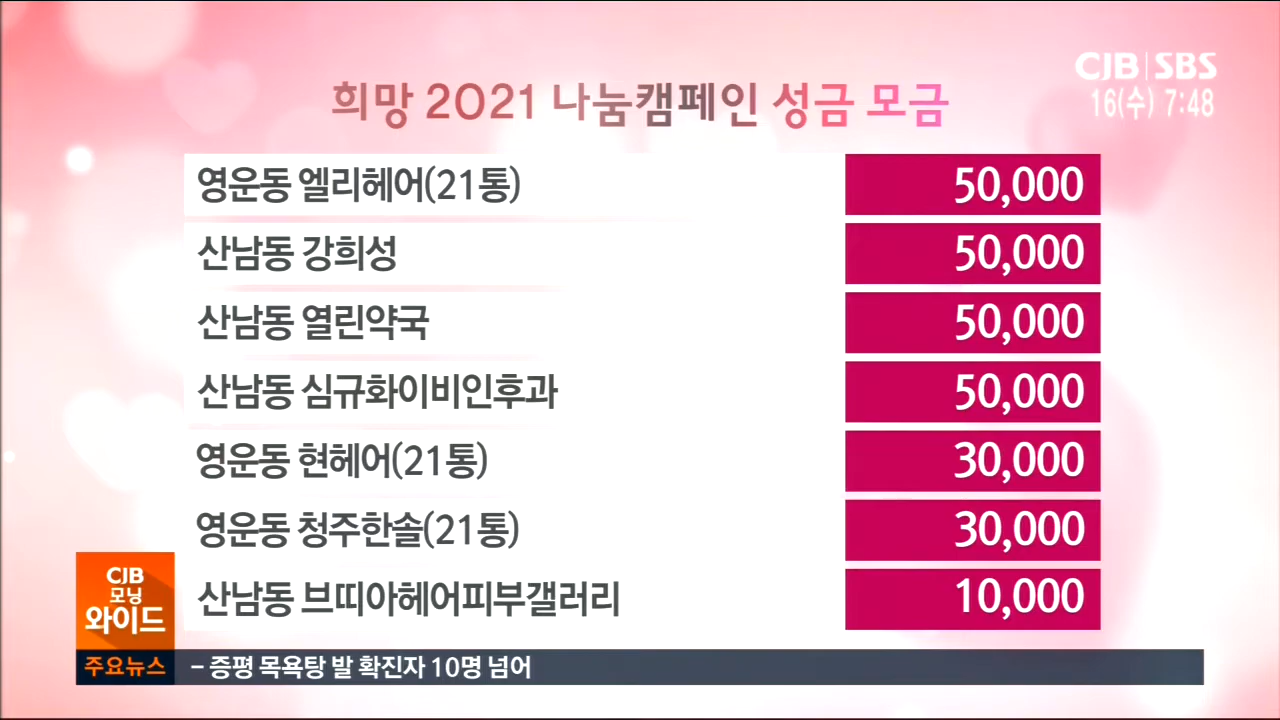 CJB SBS
16(수) 7:48
희망 2021 나눔캠페인 성금 모금
영운동 엘리헤어(21통) 50,000
산남동 강희성 50,000
산남동 열린약국 50,000
산남동 심규화이비인후과 50,000
영운동 현헤어(21통) 30,000
영운동 청주한솔(21통) 30,000
산남동 브띠아헤어피부갤러리 10,000
CJB
모닝
와이드
주요뉴스 - 증평 목욕탕 발 확진자 10명 넘어